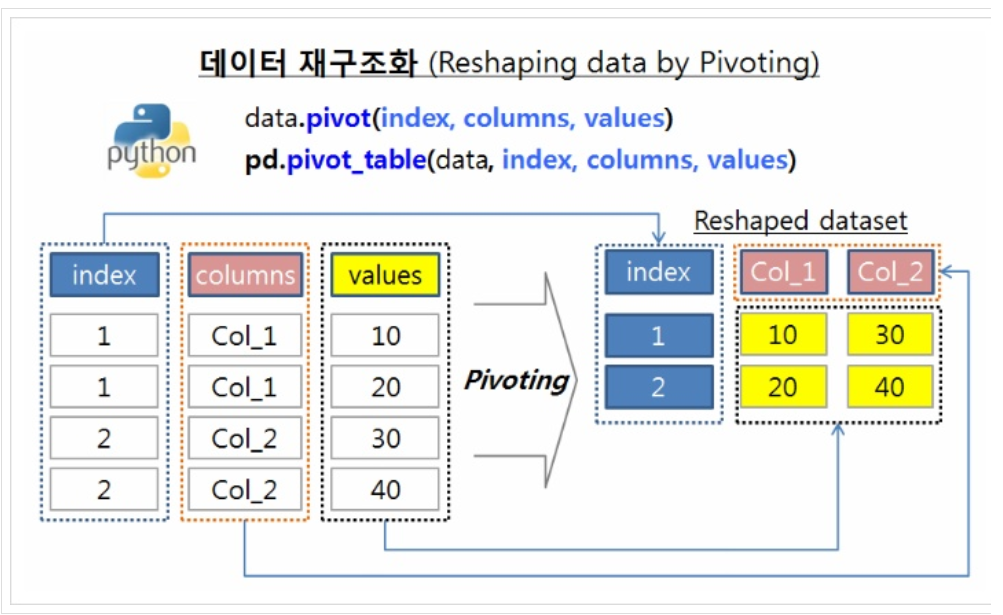 데이터 재구조화 (Reshaping data by Pivoting)
python
data.pivot(index, columns, values)
pd.pivot_table(data, index, columns, values)
Reshaped dataset
index columns values
1 Col_1 10
1 Col_1 20
2 Col_2 30
2 Col_2 40
Pivoting
index Col_1 Col_2
1 10 30
2 20 40